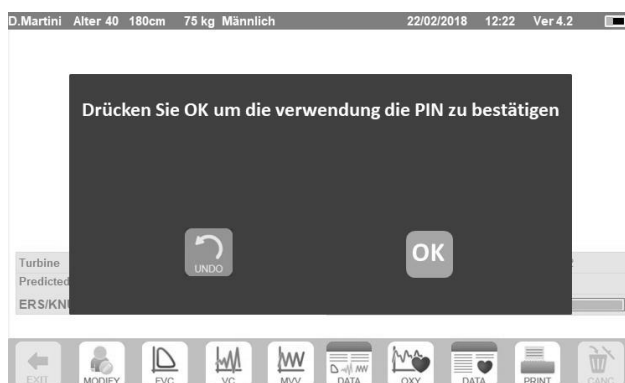 D.Martini Alter 40 180cm 75 kg Männlich 22/02/2018 12:22 Ver 4.2
Drücken Sie OK um die verwendung die PIN zu bestätigen
UNDO OK
Turbine
Predicted
ERS/KNU
EXIT MODIFY FVC VC MVV DATA OXY DATA PRINT CANC